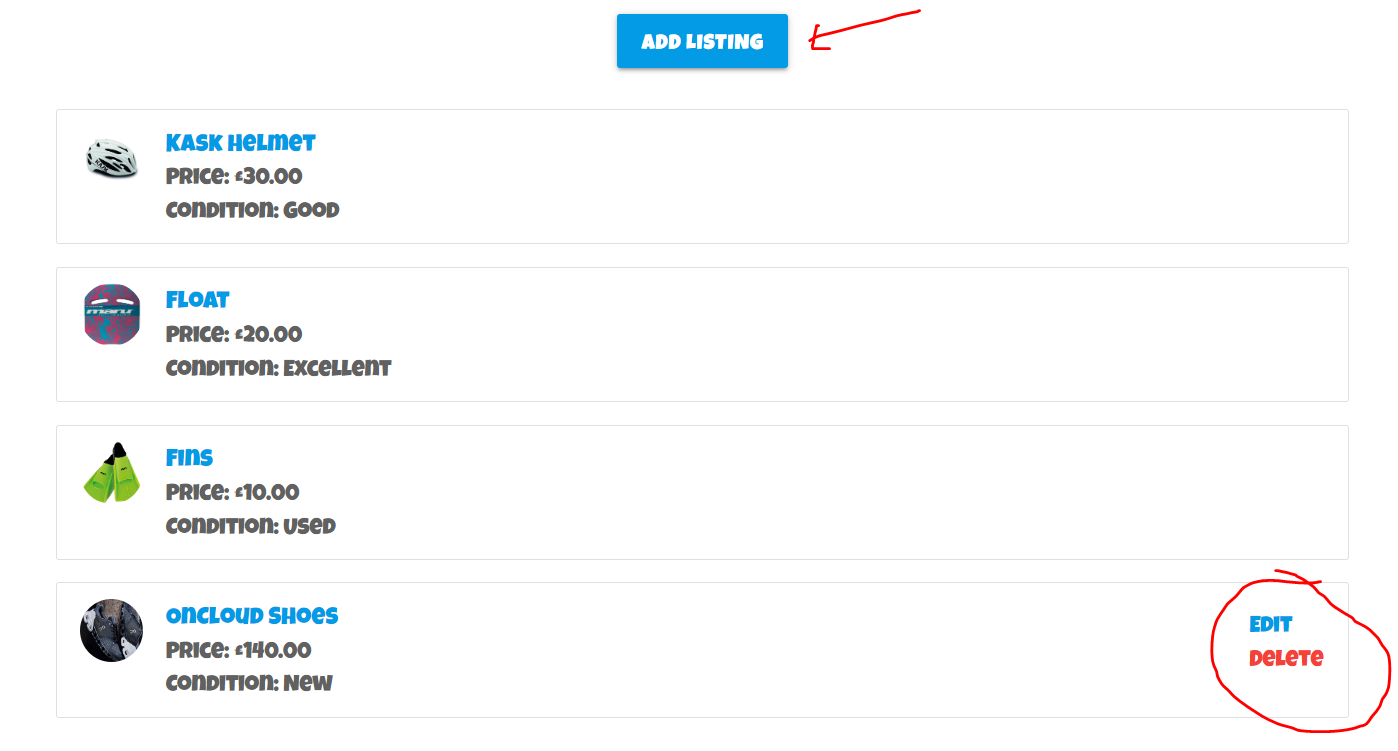 ADD LISTING
Kask Helmet
Price: £30.00
Condition: Good
Float
Price: £20.00
Condition: Excellent
maru
Fins
Price: £10.00
Condition: Used
OnCloud Shoes
Price: £140.00
Condition: New
Edit
Delete